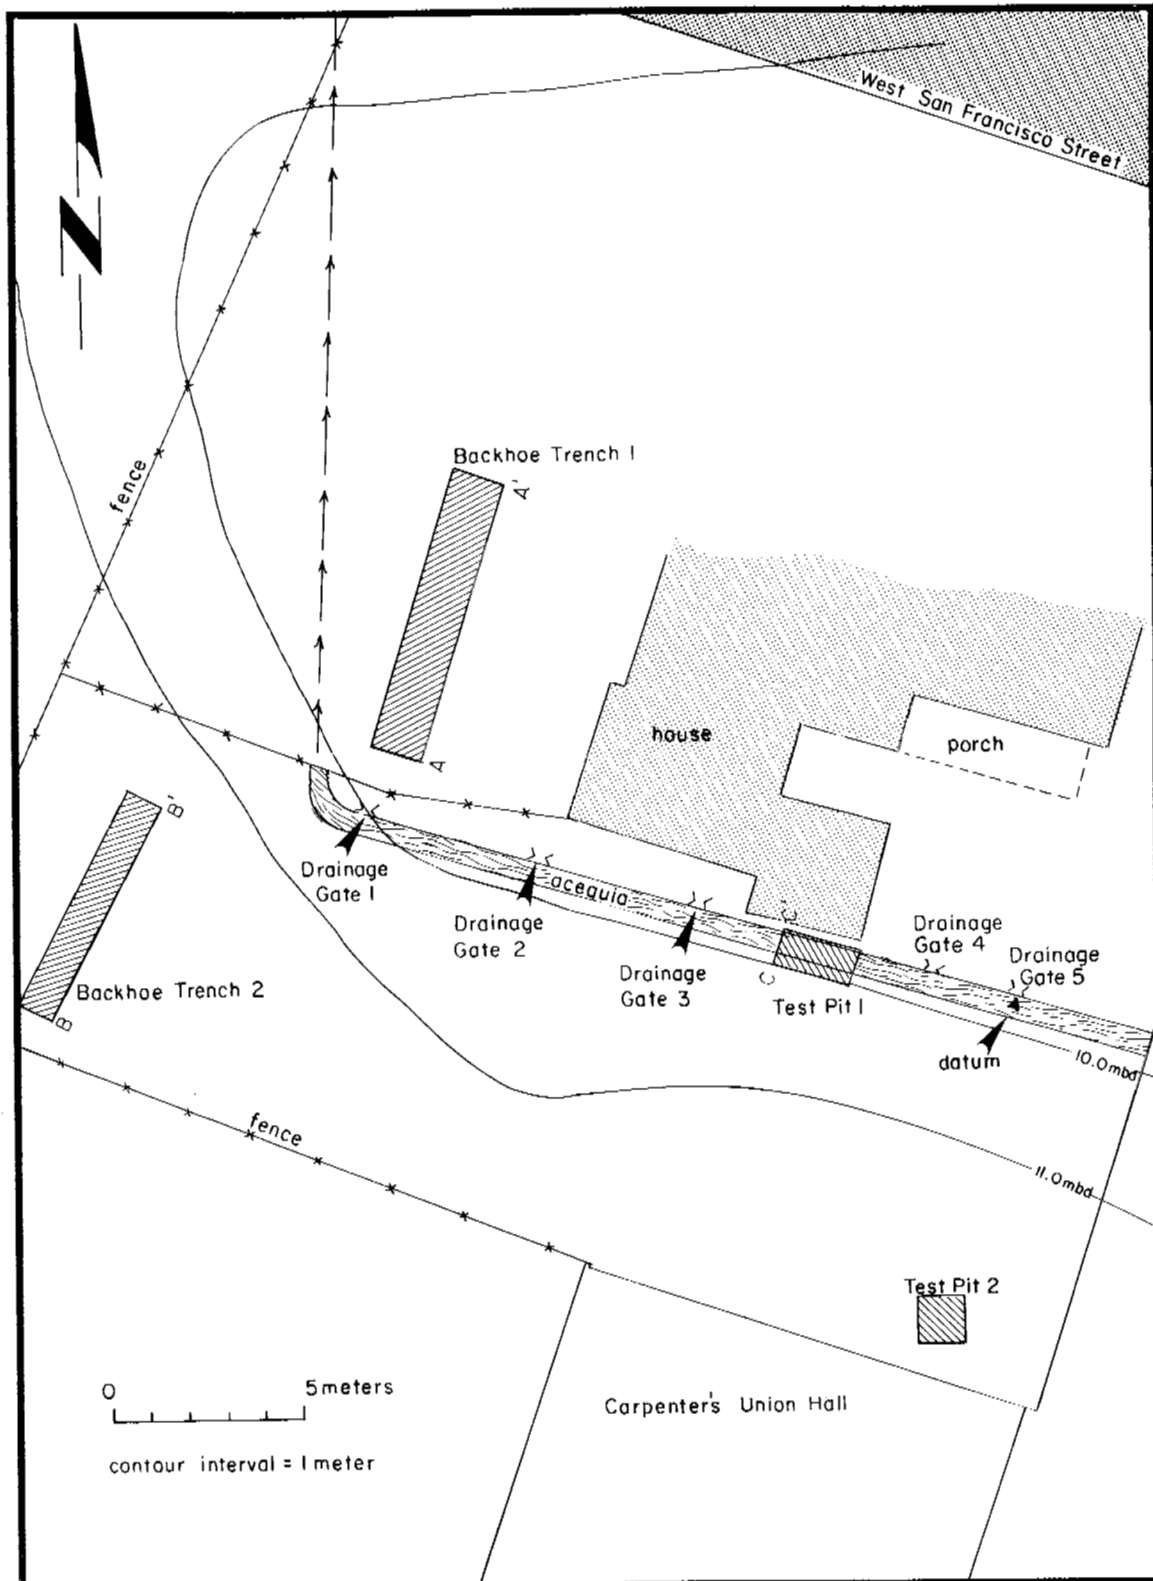 West San Francisco Street
N
Backhoe Trench 1
A'
fence
house
porch
A
B'
Drainage
Gate 1
acequia
Drainage
Gate 2
C'
Drainage
Gate 4
Drainage
Gate 5
Drainage
Gate 3
C
Test Pit 1
Backhoe Trench 2
B
datum
10.0mbd
fence
11.0mbd
Test Pit 2
0 5 meters
Carpenter's Union Hall
contour interval = 1 meter